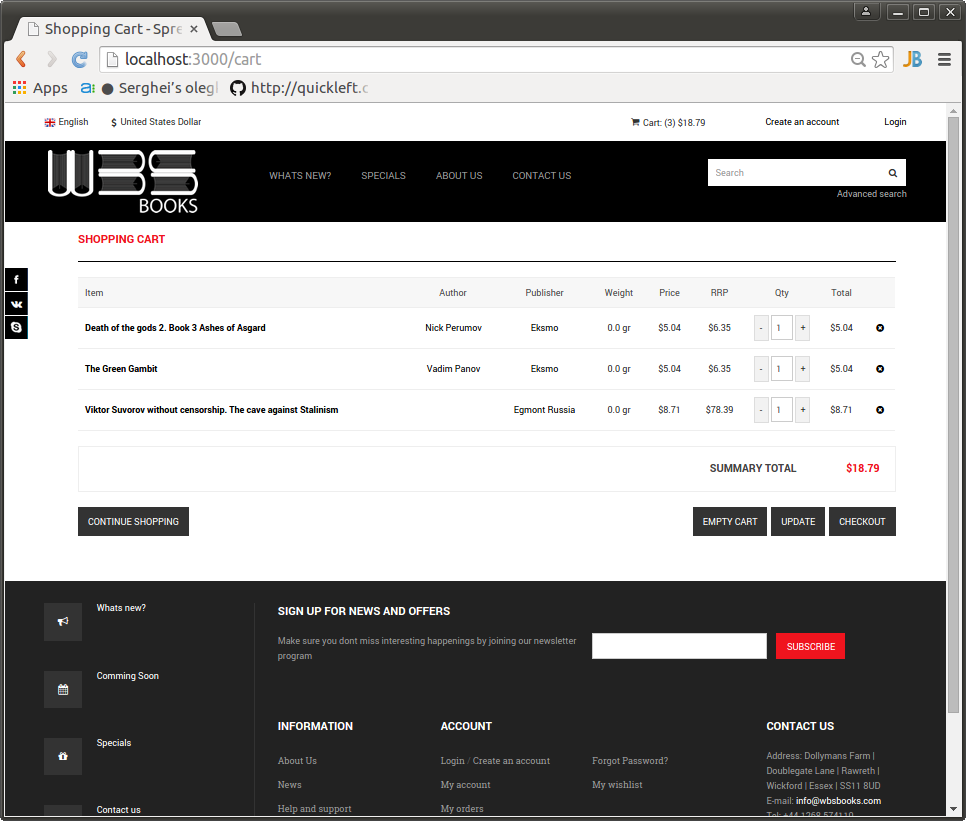 Shopping Cart - Spre
localhost:3000/cart
Apps Serghei's olegl http://quickleft.c
English $ United States Dollar Cart: (3) $18.79 Create an account Login
WBS BOOKS
WHATS NEW? SPECIALS ABOUT US CONTACT US Search
Advanced search
SHOPPING CART
Item Author Publisher Weight Price RRP Qty Total
Death of the gods 2. Book 3 Ashes of Asgard Nick Perumov Eksmo 0.0 gr $5.04 $6.35 - 1 + $5.04
The Green Gambit Vadim Panov Eksmo 0.0 gr $5.04 $6.35 - 1 + $5.04
Viktor Suvorov without censorship. The cave against Stalinism Egmont Russia 0.0 gr $8.71 $78.39 - 1 + $8.71
SUMMARY TOTAL $18.79
CONTINUE SHOPPING EMPTY CART UPDATE CHECKOUT
Whats new?
Comming Soon
Specials
Contact us
SIGN UP FOR NEWS AND OFFERS
Make sure you dont miss interesting happenings by joining our newsletter
program
SUBSCRIBE
INFORMATION
About Us
News
Help and support
ACCOUNT
Login / Create an account Forgot Password?
My account My wishlist
My orders
CONTACT US
Address: Dollymans Farm |
Doublegate Lane | Rawreth |
Wickford | Essex | SS11 8UD
E-mail: info@wbsbooks.com
Tel: +44 1268 574110